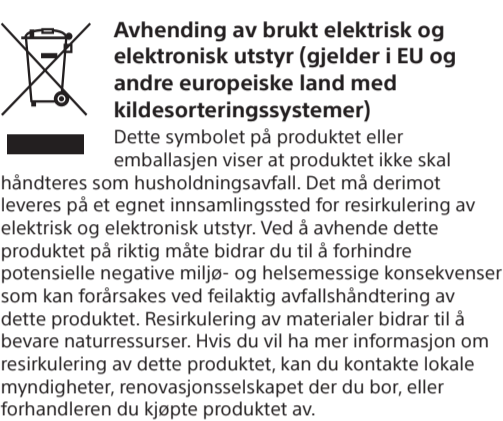 Avhending av brukt elektrisk og
elektronisk utstyr (gjelder i EU og
andre europeiske land med
kildesorteringssystemer)
Dette symbolet på produktet eller
emballasjen viser at produktet ikke skal
håndteres som husholdningsavfall. Det må derimot
leveres på et egnet innsamlingssted for resirkulering av
elektrisk og elektronisk utstyr. Ved å avhende dette
produktet på riktig måte bidrar du til å forhindre
potensielle negative miljø- og helsemessige konsekvenser
som kan forårsakes ved feilaktig avfallshåndtering av
dette produktet. Resirkulering av materialer bidrar til å
bevare naturressurser. Hvis du vil ha mer informasjon om
resirkulering av dette produktet, kan du kontakte lokale
myndigheter, renovasjonsselskapet der du bor, eller
forhandleren du kjøpte produktet av.